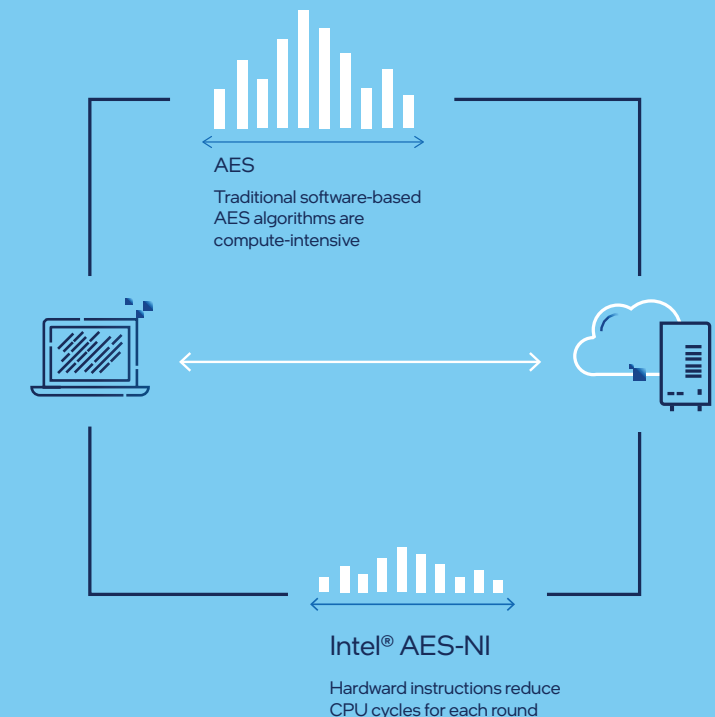 AES
Traditional software-based
AES algorithms are
compute-intensive
Intel® AES-NI
Hardward instructions reduce
CPU cycles for each round